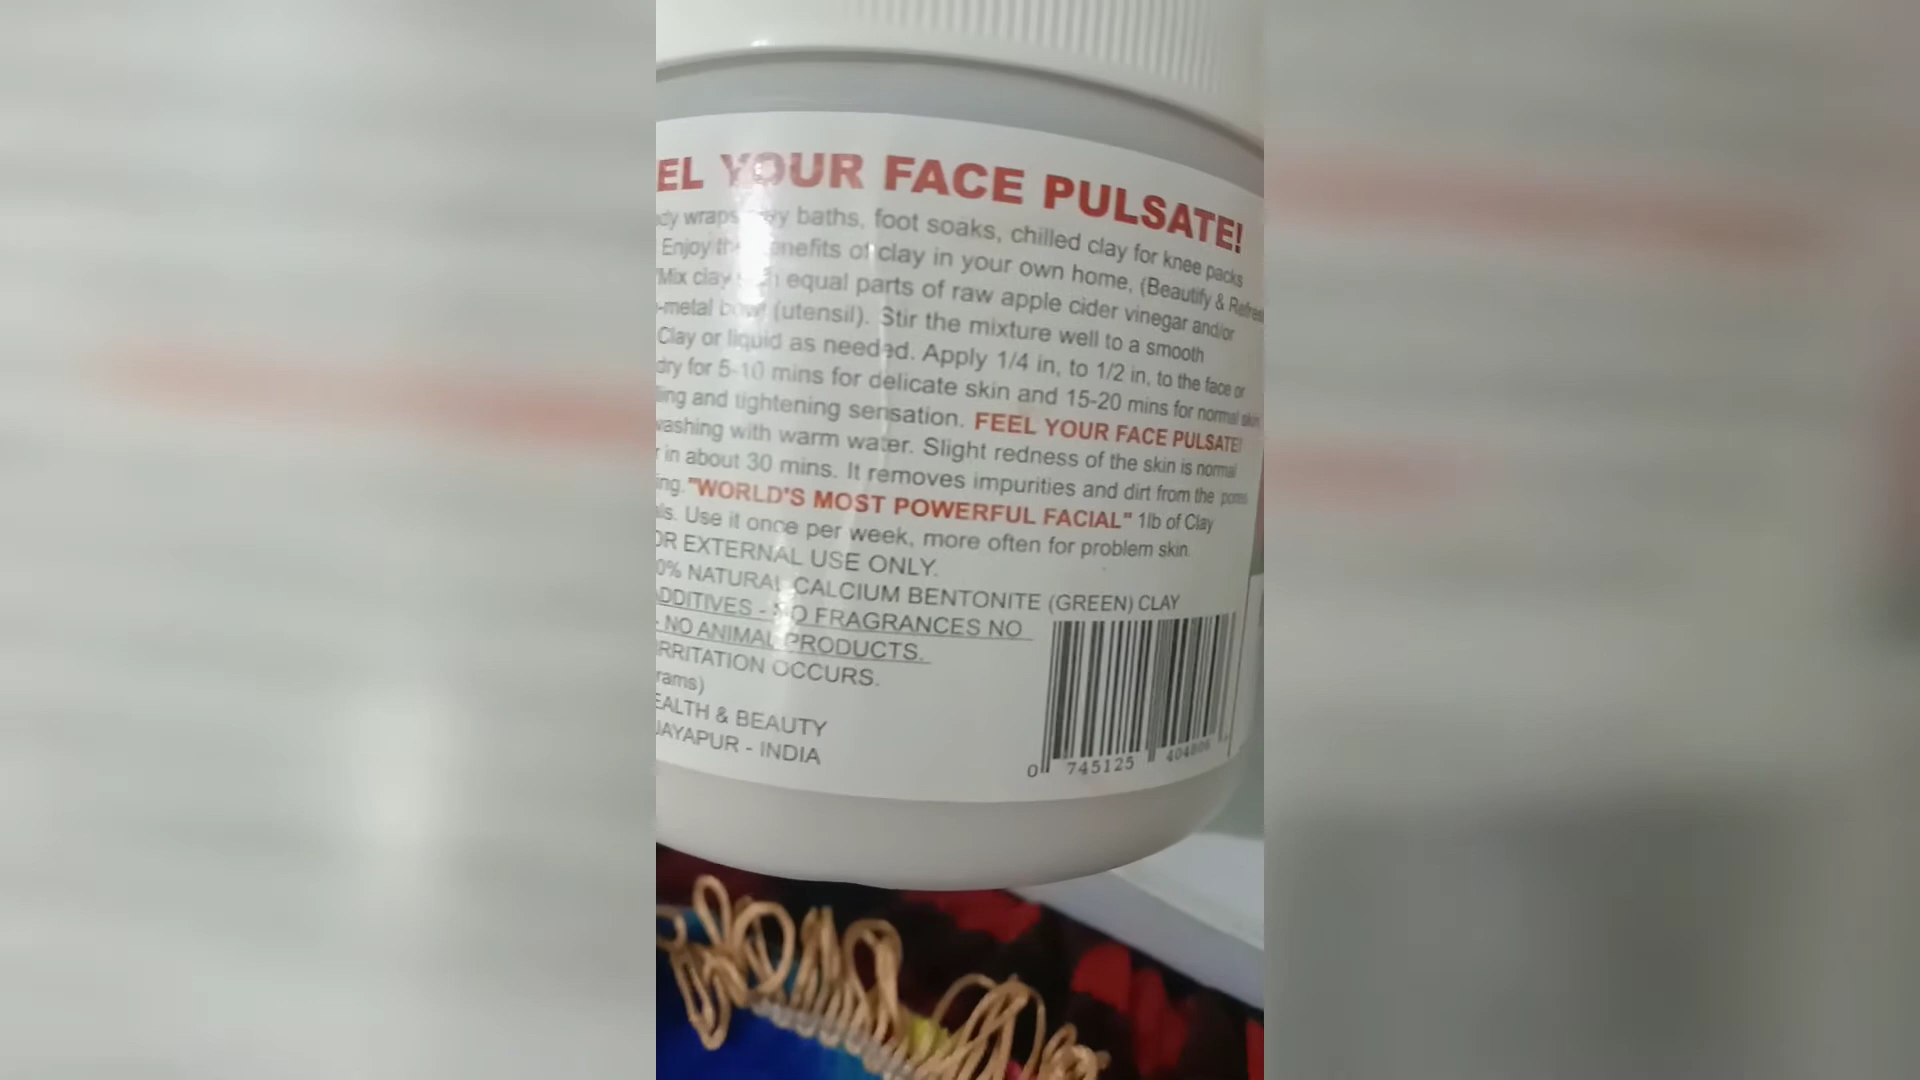 EL YOUR FACE PULSATE!
dy wraps, baths, foot soaks, chilled clay for knee packs
Enjoy the benefits of clay in your own home, (Beautify & Refres
Mix clay equal parts of raw apple cider vinegar and/or
-metal bowl (utensil). Stir the mixture well to a smooth
Clay or liquid as needed. Apply 1/4 in, to 1/2 in, to the face or
dry for 5-10 mins for delicate skin and 15-20 mins for normal skin
ling and tightening sensation. FEEL YOUR FACE PULSATE!
washing with warm water. Slight redness of the skin is normal
r in about 30 mins. It removes impurities and dirt from the pores
ing. "WORLD'S MOST POWERFUL FACIAL" 1lb of Clay
ls. Use it once per week, more often for problem skin.
OR EXTERNAL USE ONLY.
0% NATURAL CALCIUM BENTONITE (GREEN) CLAY
ADDITIVES - NO FRAGRANCES NO
- NO ANIMAL PRODUCTS.
RRITATION OCCURS.
rams)
EALTH & BEAUTY
JAYAPUR - INDIA
0 745125